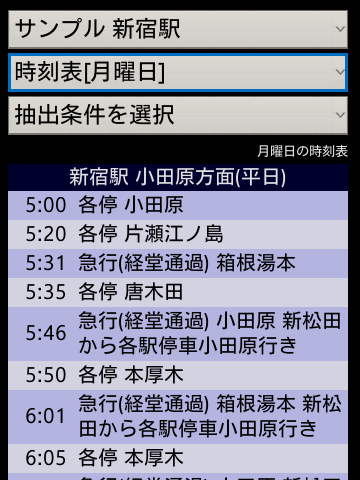 サンプル 新宿駅
時刻表[月曜日]
抽出条件を選択
月曜日の時刻表
新宿駅 小田原方面(平日)
5:00 各停 小田原
5:20 各停 片瀬江ノ島
5:31 急行(経堂通過) 箱根湯本
5:35 各停 唐木田
5:46 急行(経堂通過) 小田原 新松田
から各駅停車小田原行き
5:50 各停 本厚木
6:01 急行(経堂通過) 箱根湯本 新松
田から各駅停車小田原行き
6:05 各停 本厚木